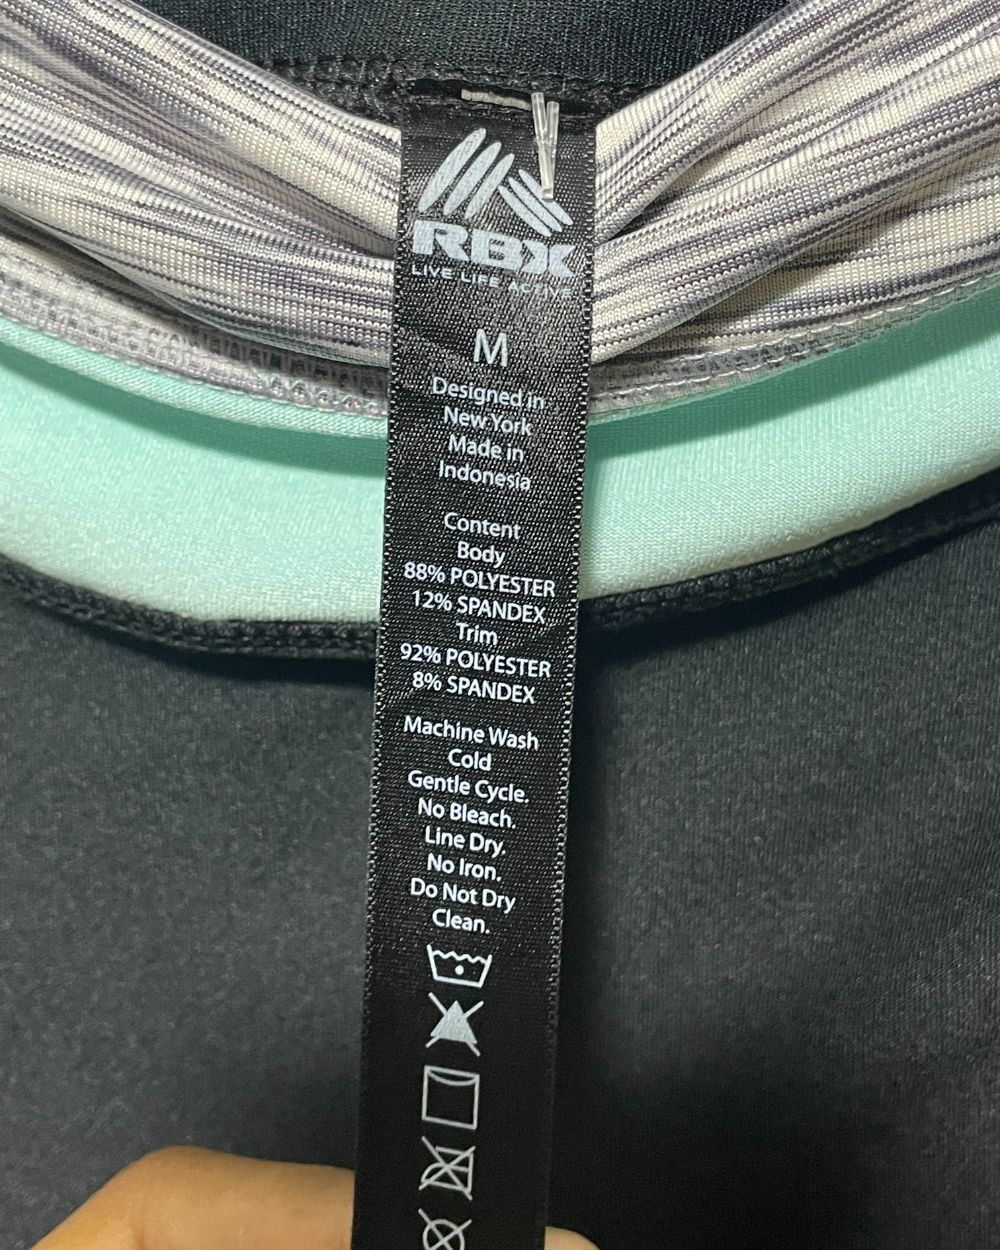 RBX
LIVE LIFE ACTIVE
M
Designed in
New York
Made in
Indonesia
Content
Body
88% POLYESTER
12% SPANDEX
Trim
92% POLYESTER
8% SPANDEX
Machine Wash
Cold
Gentle Cycle.
No Bleach.
Line Dry.
No Iron.
Do Not Dry
Clean.